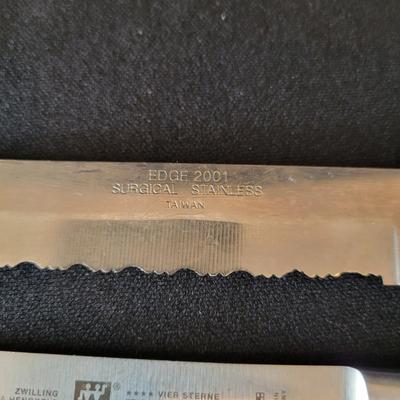 EDGE 2001
SURGICAL STAINLESS
TAIWAN
ZWILLING
**** VIER STERNE